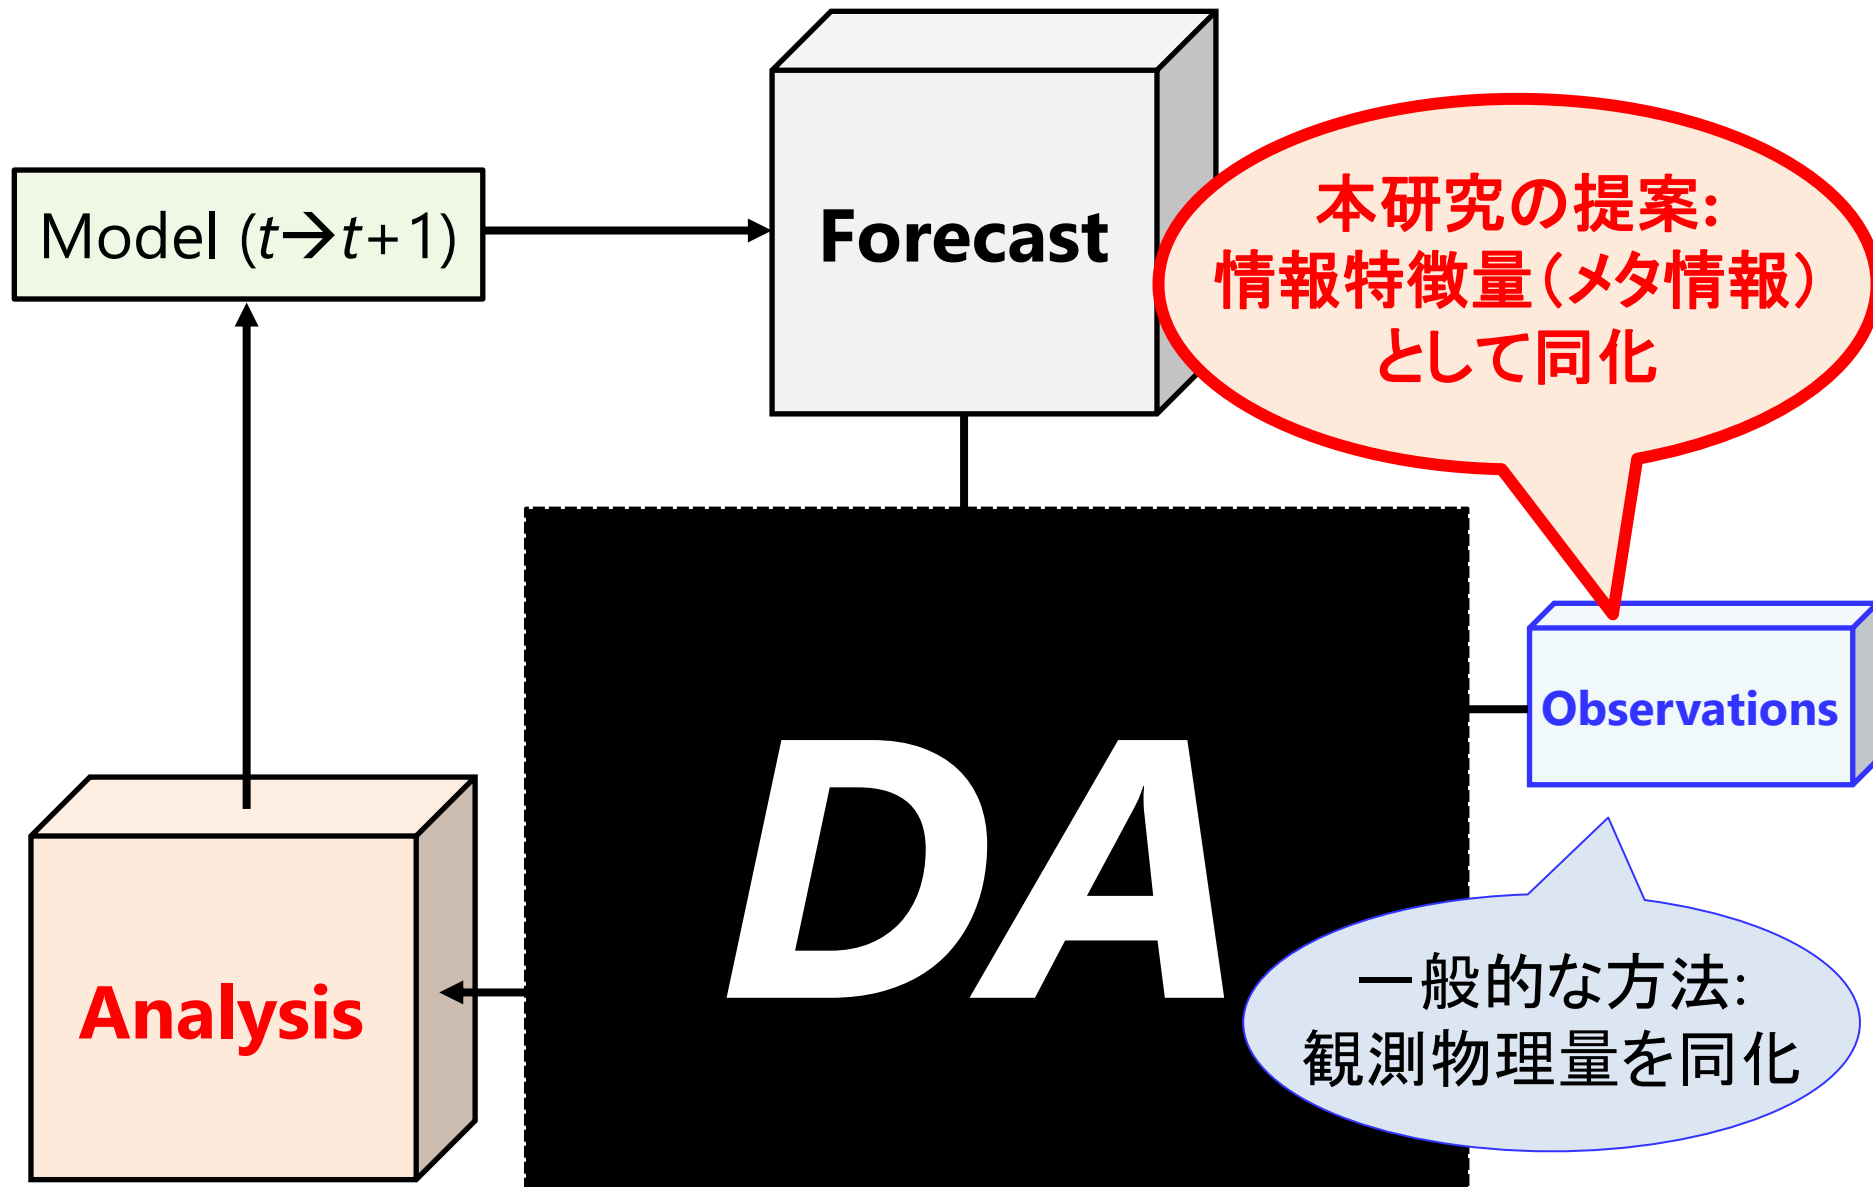 Model (t→t+1)
Forecast
本研究の提案:
情報特徴量(メタ情報)
として同化
Observations
DA
Analysis
一般的な方法:
観測物理量を同化